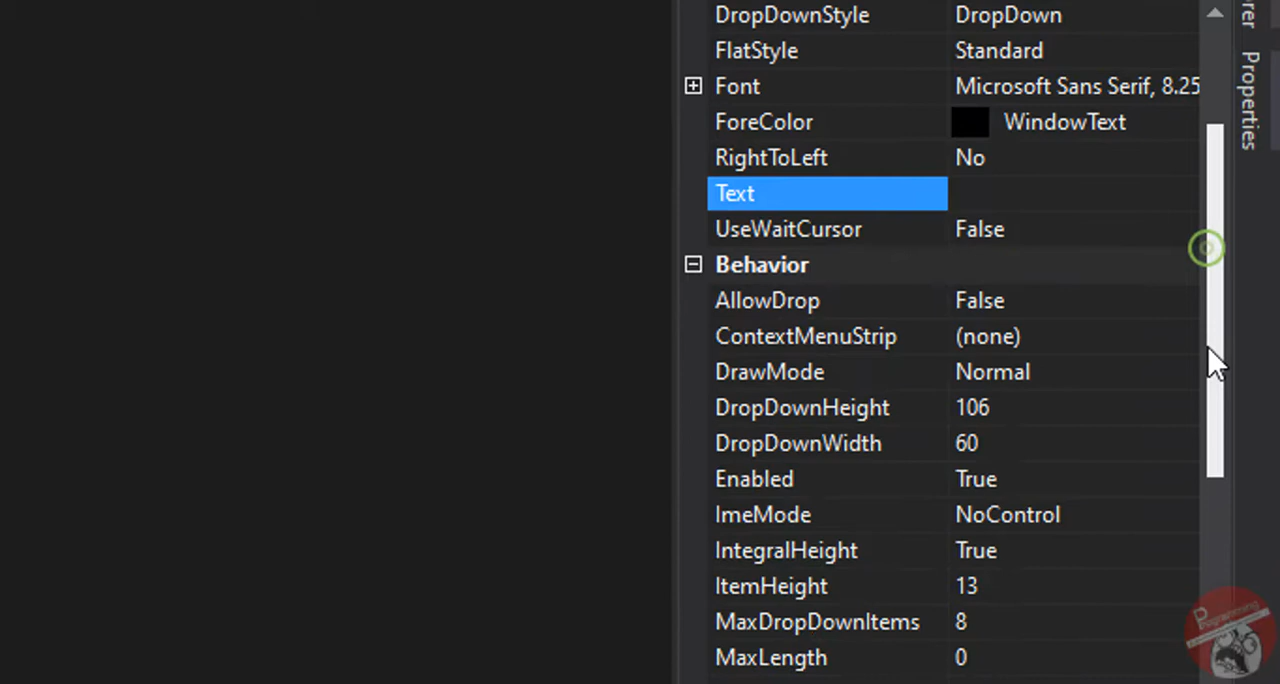 DropDownStyle DropDown
FlatStyle Standard
Font Microsoft Sans Serif, 8.25
ForeColor WindowText
RightToLeft No
Text
UseWaitCursor False
Behavior
AllowDrop False
ContextMenuStrip (none)
DrawMode Normal
DropDownHeight 106
DropDownWidth 60
Enabled True
ImeMode NoControl
IntegralHeight True
ItemHeight 13
MaxDropDownItems 8
MaxLength 0
Properties
Programming